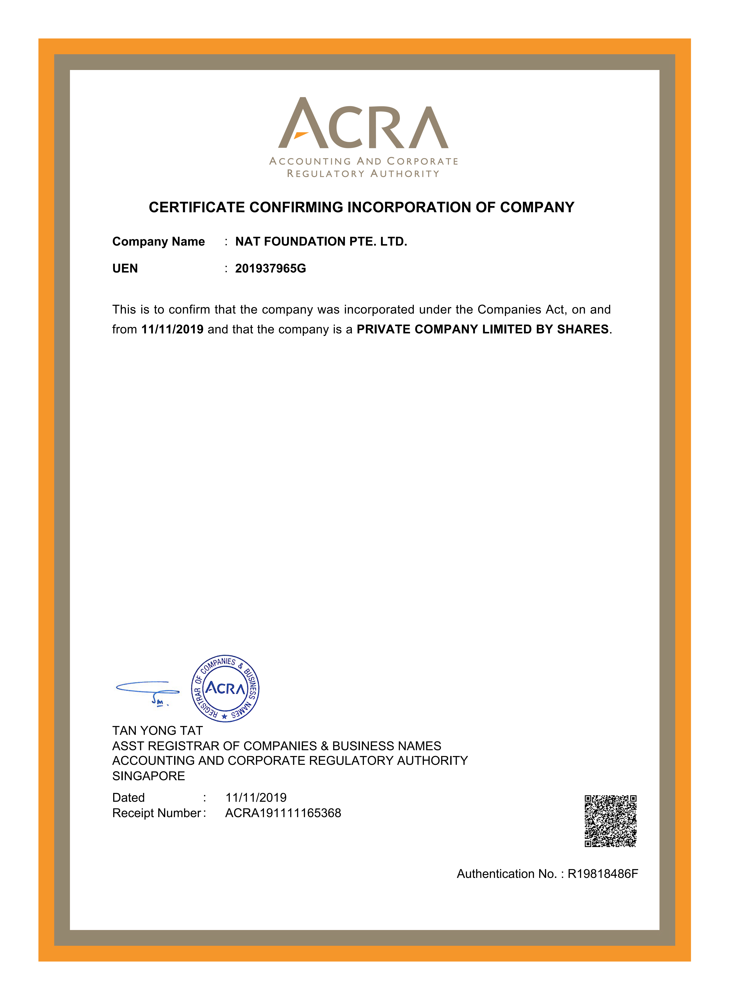 ACRA
ACCOUNTING AND CORPORATE
REGULATORY AUTHORITY
CERTIFICATE CONFIRMING INCORPORATION OF COMPANY
Company Name : NAT FOUNDATION PTE. LTD.
UEN : 201937965G
This is to confirm that the company was incorporated under the Companies Act, on and
from 11/11/2019 and that the company is a PRIVATE COMPANY LIMITED BY SHARES.
REGISTRAR OF COMPANIES & BUSINESS NAMES
ACRA
TAN YONG TAT
ASST REGISTRAR OF COMPANIES & BUSINESS NAMES
ACCOUNTING AND CORPORATE REGULATORY AUTHORITY
SINGAPORE
Dated : 11/11/2019
Receipt Number : ACRA191111165368
Authentication No. : R19818486F